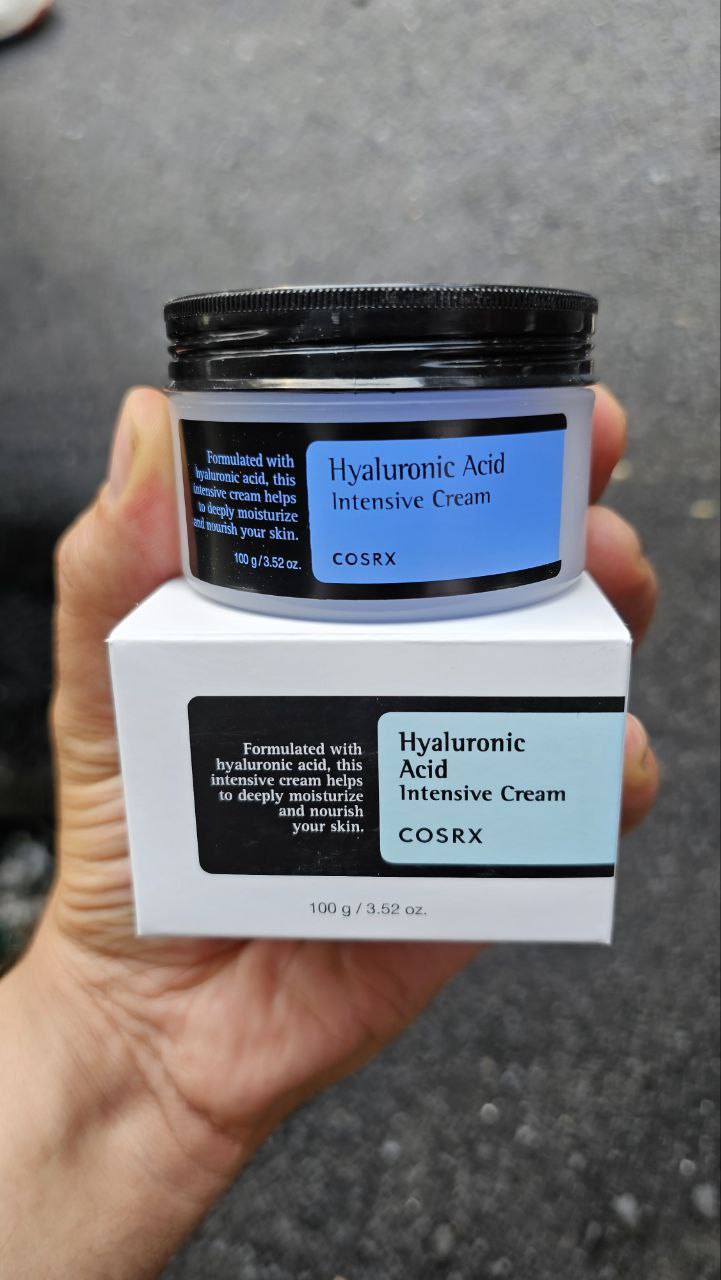 Formulated with
hyaluronic acid, this
intensive cream helps
to deeply moisturize
and nourish your skin.
100 g / 3.52 oz.
Hyaluronic Acid
Intensive Cream
COSRX
Formulated with
hyaluronic acid, this
intensive cream helps
to deeply moisturize
and nourish
your skin.
Hyaluronic
Acid
Intensive Cream
COSRX
100 g / 3.52 oz.